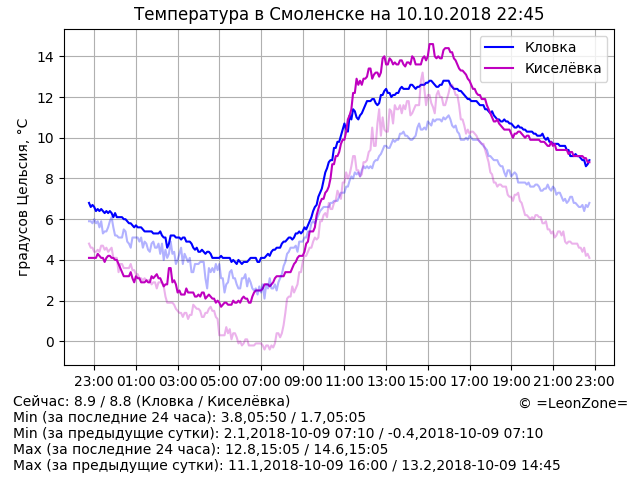 Температура в Смоленске на 10.10.2018 22:45
Кловка
Киселёвка
градусов Цельсия, °C
14
12
10
8
6
4
2
0
23:00 01:00 03:00 05:00 07:00 09:00 11:00 13:00 15:00 17:00 19:00 21:00 23:00
Сейчас: 8.9 / 8.8 (Кловка / Киселёвка)
© =LeonZone=
Min (за последние 24 часа): 3.8,05:50 / 1.7,05:05
Min (за предыдущие сутки): 2.1,2018-10-09 07:10 / -0.4,2018-10-09 07:10
Max (за последние 24 часа): 12.8,15:05 / 14.6,15:05
Max (за предыдущие сутки): 11.1,2018-10-09 16:00 / 13.2,2018-10-09 14:45